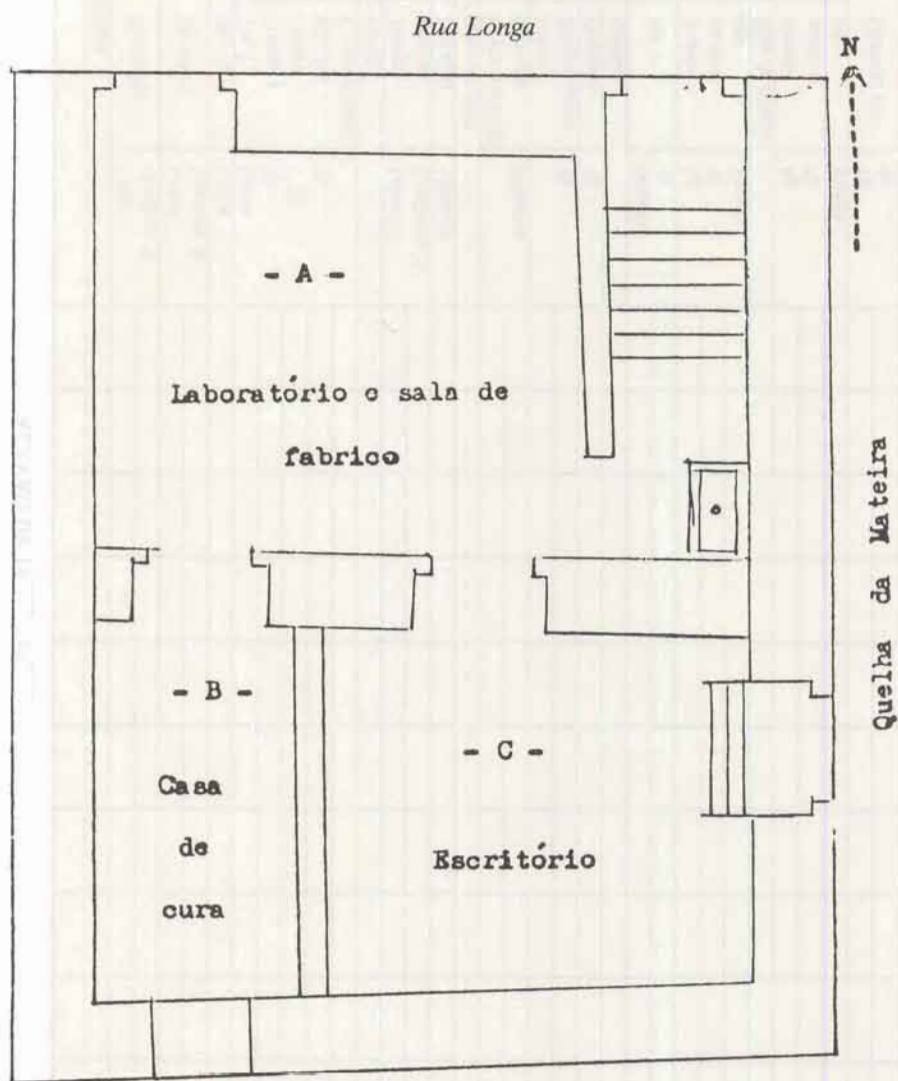 Rua Longa
N
- A -
Laboratório e sala de
fabrico
Quelha da Mateira
- B -
- C -
Casa
de
cura
Escritório